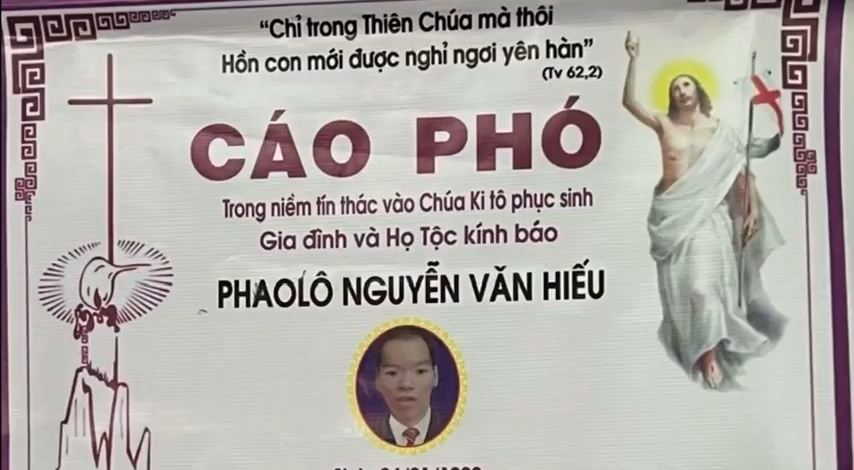 “Chỉ trong Thiên Chúa mà thôi
Hồn con mới được nghỉ ngơi yên hàn”
(Tv 62,2)
CÁO PHÓ
Trong niềm tín thác vào Chúa Ki tô phục sinh
Gia đình và Họ Tộc kính báo
PHAOLÔ NGUYỄN VĂN HIẾU